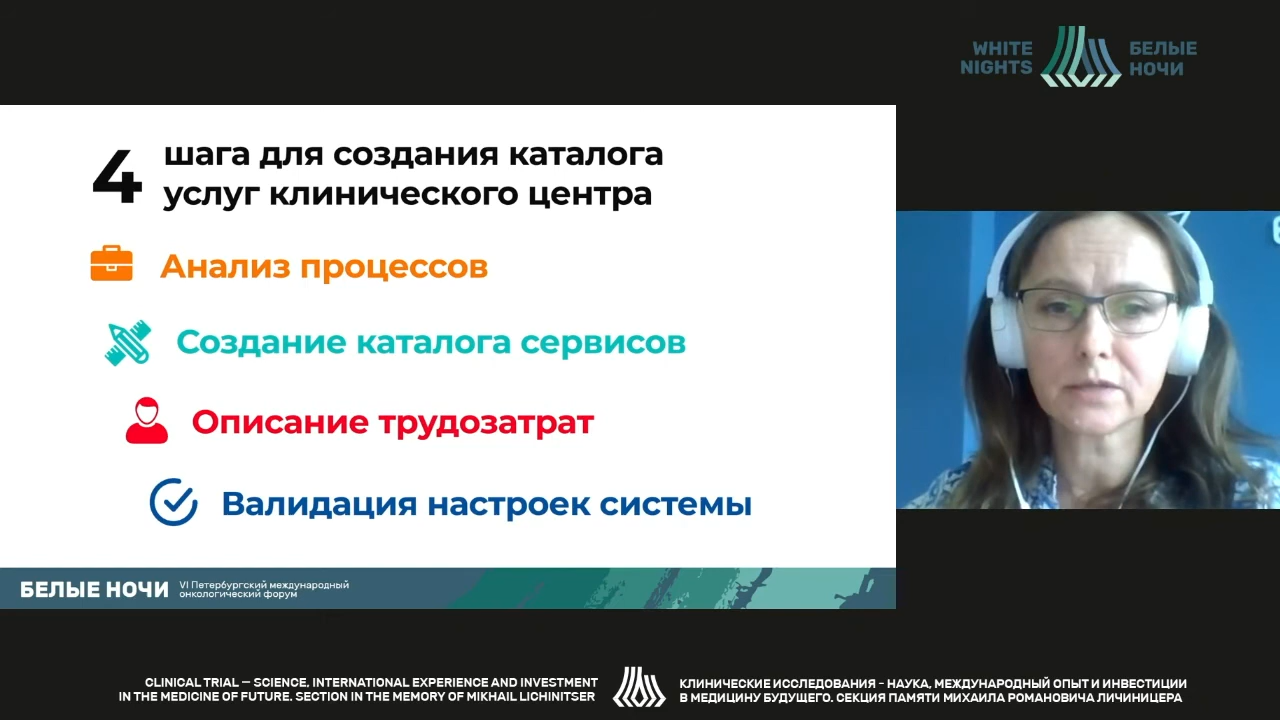 WHITE
NIGHTS
БЕЛЫЕ
НОЧИ
4
шага для создания каталога
услуг клинического центра
Анализ процессов
Создание каталога сервисов
Описание трудозатрат
Валидация настроек системы
БЕЛЫЕ НОЧИ
VI Петербургский международный
онкологический форум
CLINICAL TRIAL – SCIENCE, INTERNATIONAL EXPERIENCE AND INVESTMENT
IN THE MEDICINE OF FUTURE. SECTION IN THE MEMORY OF MIKHAIL LICHINITSER
КЛИНИЧЕСКИЕ ИССЛЕДОВАНИЯ - НАУКА, МЕЖДУНАРОДНЫЙ ОПЫТ И ИНВЕСТИЦИИ
В МЕДИЦИНУ БУДУЩЕГО. СЕКЦИЯ ПАМЯТИ МИХАИЛА РОМАНОВИЧА ЛИЧИНИЦЕРА